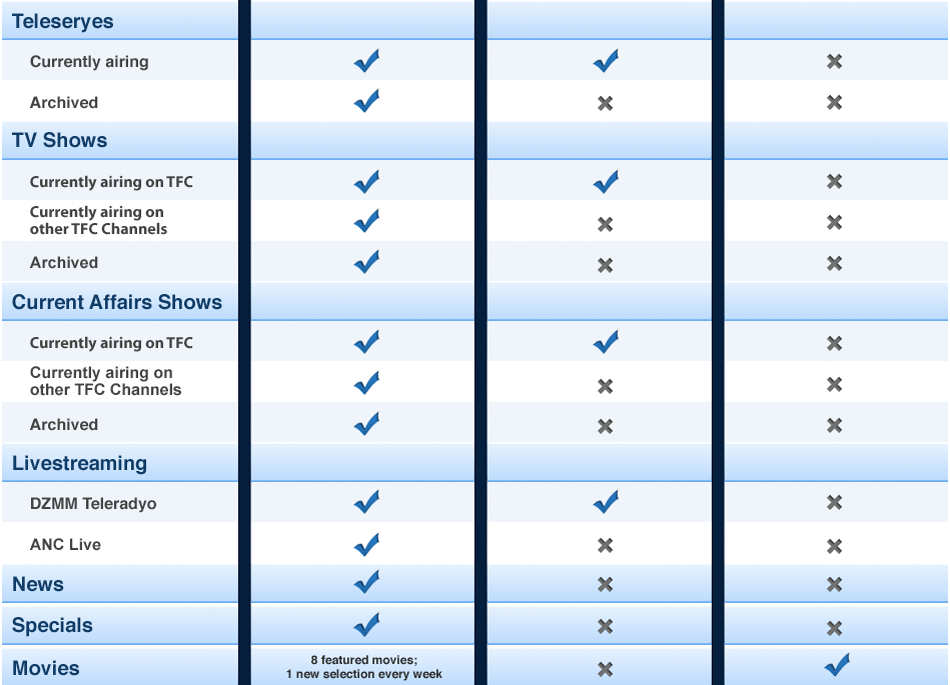 Teleseryes
Currently airing
Archived
TV Shows
Currently airing on TFC
Currently airing on
other TFC Channels
Archived
Current Affairs Shows
Currently airing on TFC
Currently airing on
other TFC Channels
Archived
Livestreaming
DZMM Teleradyo
ANC Live
News
Specials
Movies
8 featured movies;
1 new selection every week